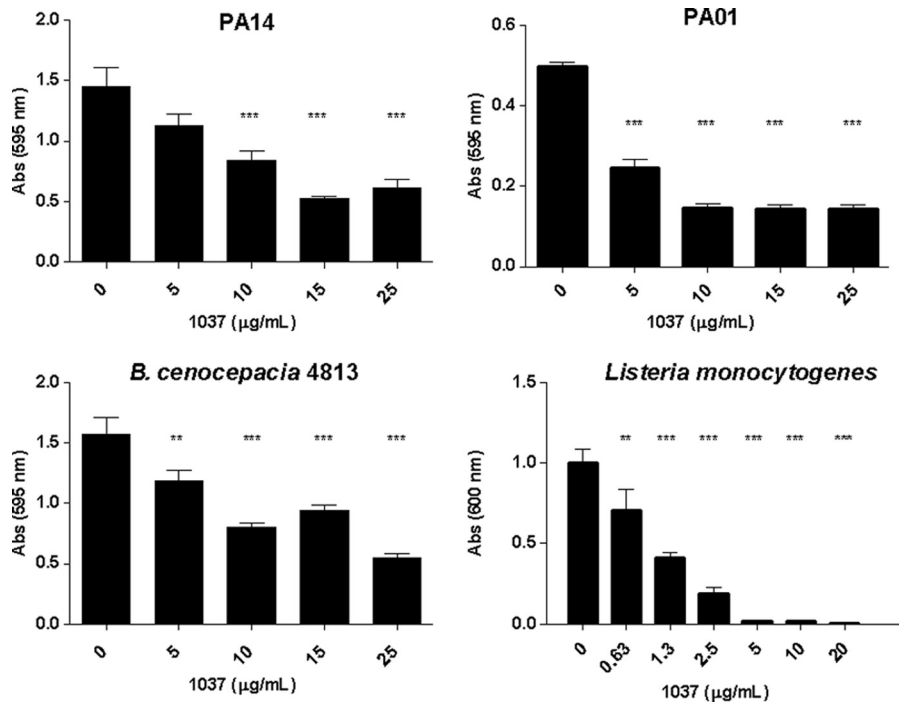 PA14
Abs (595 nm)
2.0
1.5
1.0
0.5
0.0
*** *** ***
0 5 10 15 25
1037 (µg/mL)
PA01
Abs (595 nm)
0.6
0.4
0.2
0.0
*** *** *** ***
0 5 10 15 25
1037 (µg/mL)
B. cenocepacia 4813
Abs (595 nm)
2.0
1.5
1.0
0.5
0.0
** *** *** ***
0 5 10 15 25
1037 (µg/mL)
Listeria monocytogenes
Abs (600 nm)
1.5
1.0
0.5
0.0
** *** *** *** *** ***
0 0.63 1.3 2.5 5 10 20
1037 (µg/mL)